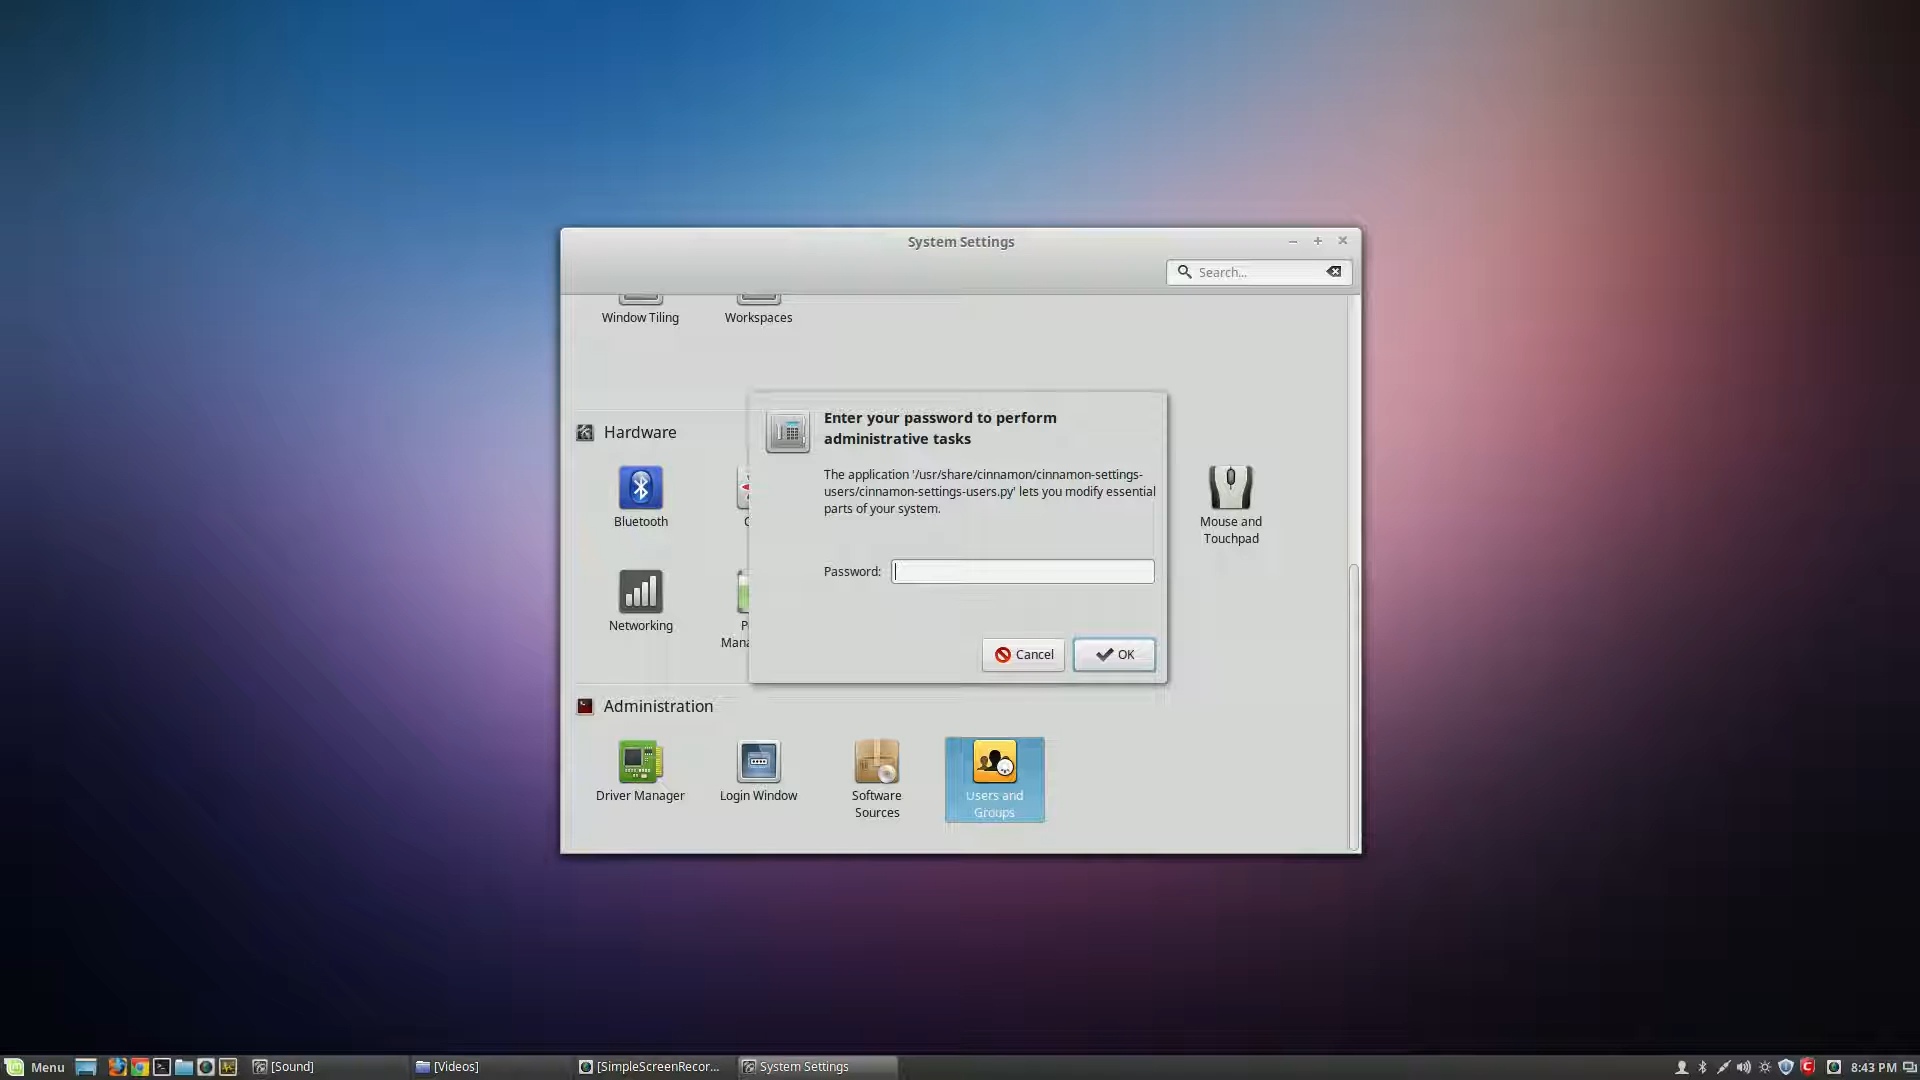 System Settings
Search...
Window Tiling
Workspaces
Hardware
Enter your password to perform
administrative tasks
The application '/usr/share/cinnamon/cinnamon-settings-
users/cinnamon-settings-users.py' lets you modify essential
parts of your system.
Password:
Cancel
OK
Bluetooth
Mouse and
Touchpad
Networking
Administration
Driver Manager
Login Window
Software
Sources
Users and
Groups
Menu
[Sound]
[Videos]
[SimpleScreenRecor...
System Settings
8:43 PM